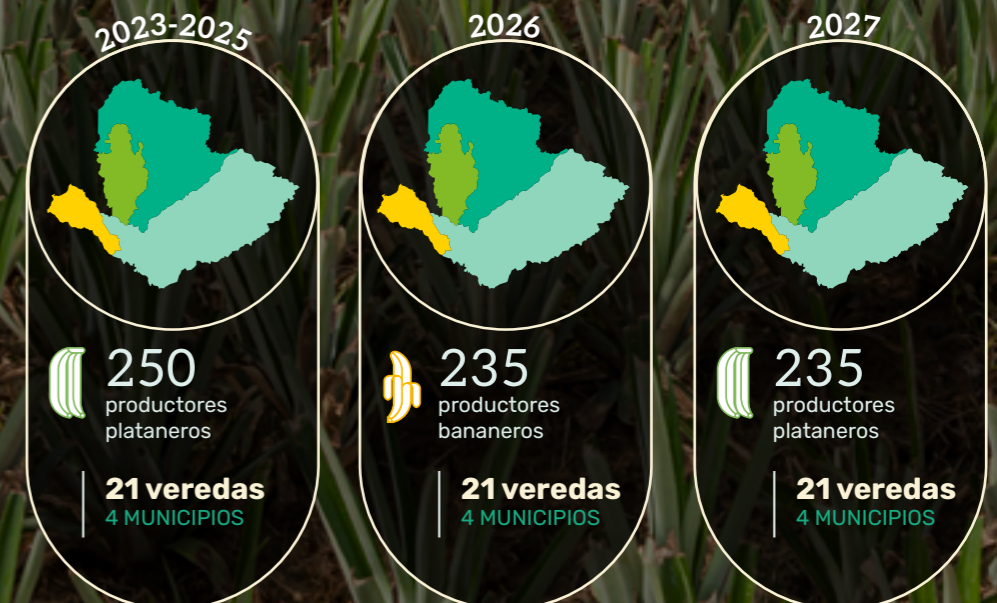 2023-2025
250
productores
plataneros
21 veredas
4 MUNICIPIOS
2026
235
productores
bananeros
21 veredas
4 MUNICIPIOS
2027
235
productores
plataneros
21 veredas
4 MUNICIPIOS